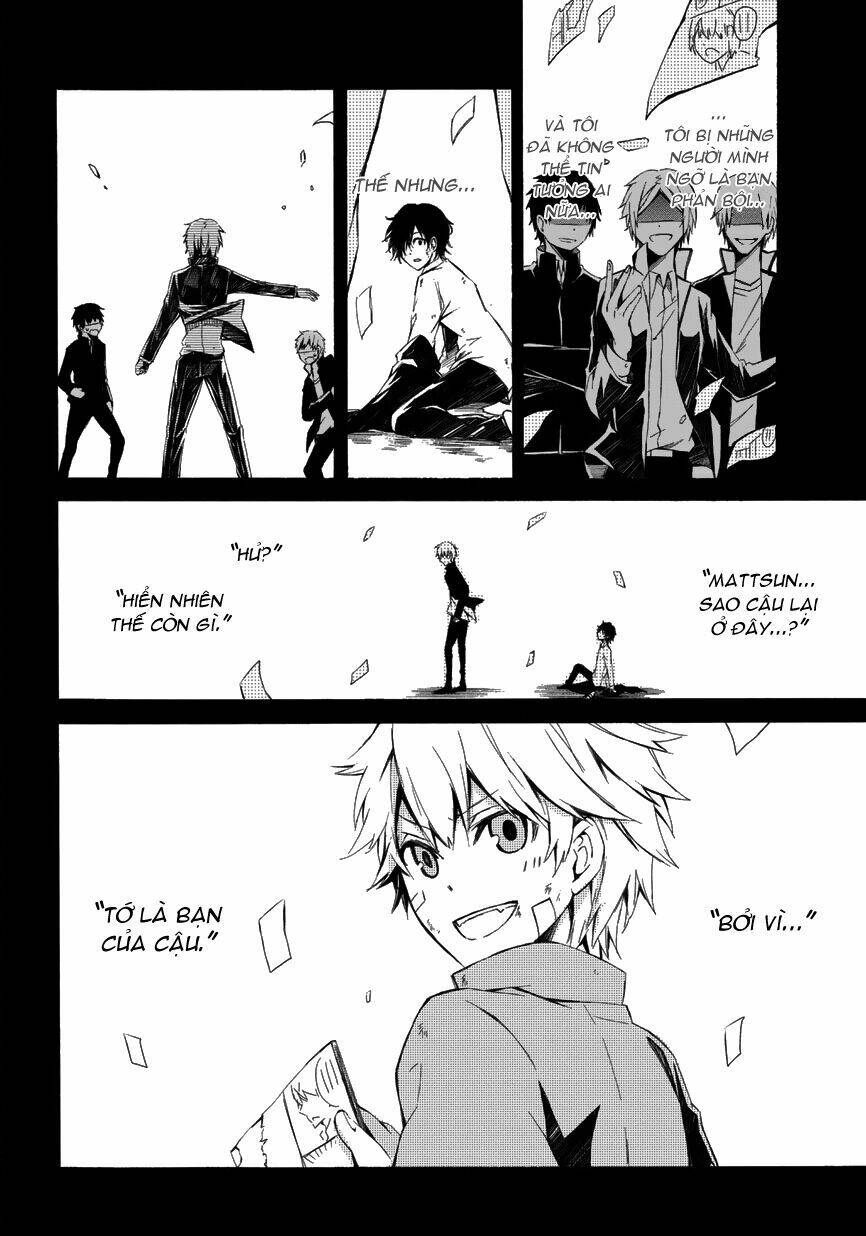 ...
TÔI BỊ NHỮNG
NGƯỜI MÌNH
NGỠ LÀ BẠN
PHẢN BỘI...
VÀ TÔI
ĐÃ KHÔNG
THỂ TIN
TƯỞNG AI
NỮA...
THẾ NHƯNG...
"MATTSUN...
SAO CẬU LẠI
Ở ĐÂY...?"
"HỬ?"
"HIỂN NHIÊN
THẾ CÒN GÌ."
"BỞI VÌ..."
"TỚ LÀ BẠN
CỦA CẬU."